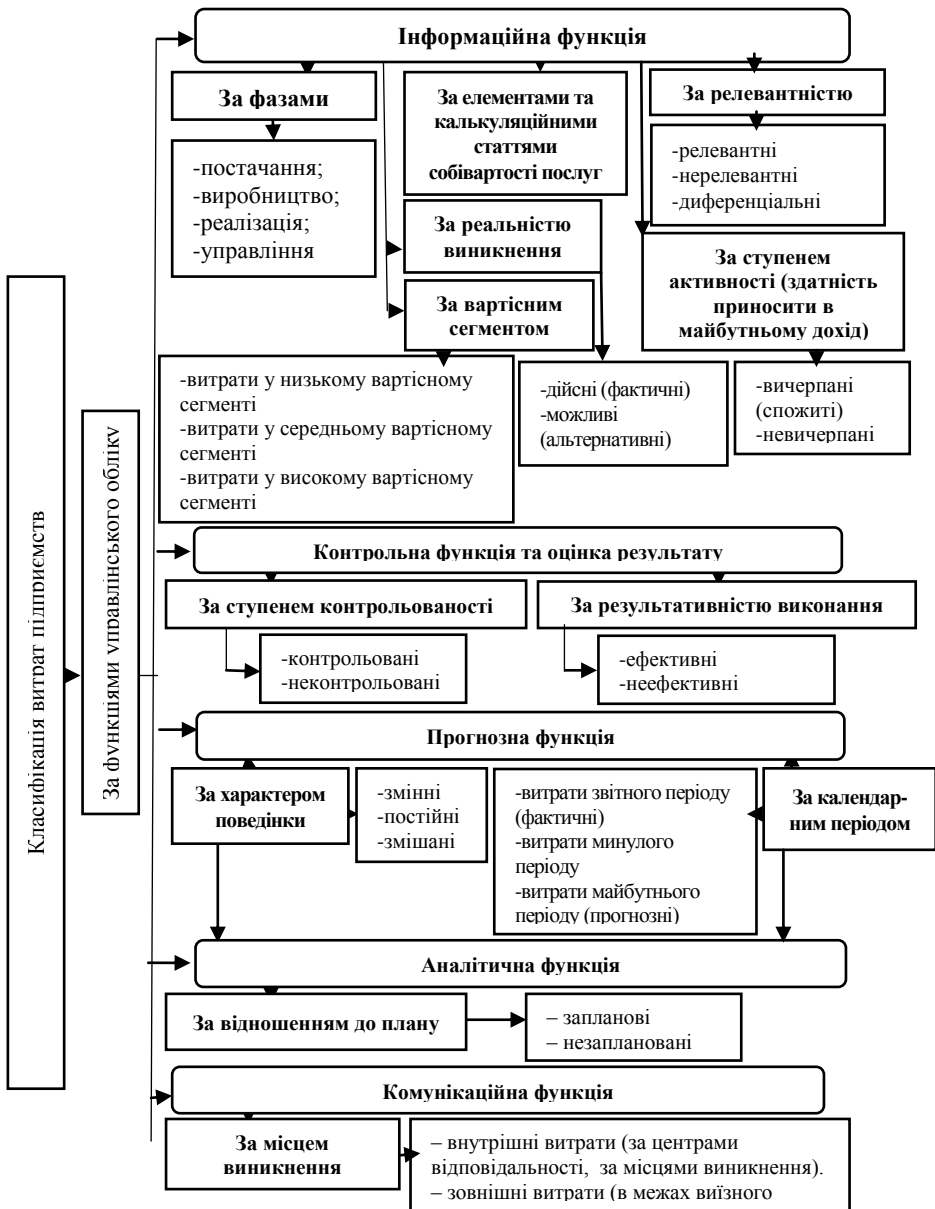 Класифікація витрат підприємств
За функціями управлінського обліку
Інформаційна функція
За фазами
-постачання;
-виробництво;
-реалізація;
-управління
За елементами та
калькуляційними
статтями
собівартості послуг
За релевантністю
-релевантні
-нерелевантні
-диференціальні
За реальністю
виникнення
За вартісним
сегментом
За ступенем
активності (здатність
приносити в
майбутньому дохід)
-витрати у низькому вартісному
сегменті
-витрати у середньому вартісному
сегменті
-витрати у високому вартісному
сегменті
-дійсні (фактичні)
-можливі
(альтернативні)
-вичерпані
(спожиті)
-невичерпані
Контрольна функція та оцінка результату
За ступенем контрольованості
-контрольовані
-неконтрольовані
За результативністю виконання
-ефективні
-неефективні
Прогнозна функція
За характером
поведінки
-змінні
-постійні
-змішані
-витрати звітного періоду
(фактичні)
-витрати минулого
періоду
-витрати майбутнього
періоду (прогнозні)
За календар-
ним періодом
Аналітична функція
За відношенням до плану
– запланові
– незаплановані
Комунікаційна функція
За місцем
виникнення
– внутрішні витрати (за центрами
відповідальності, за місцями виникнення).
– зовнішні витрати (в межах виїзного